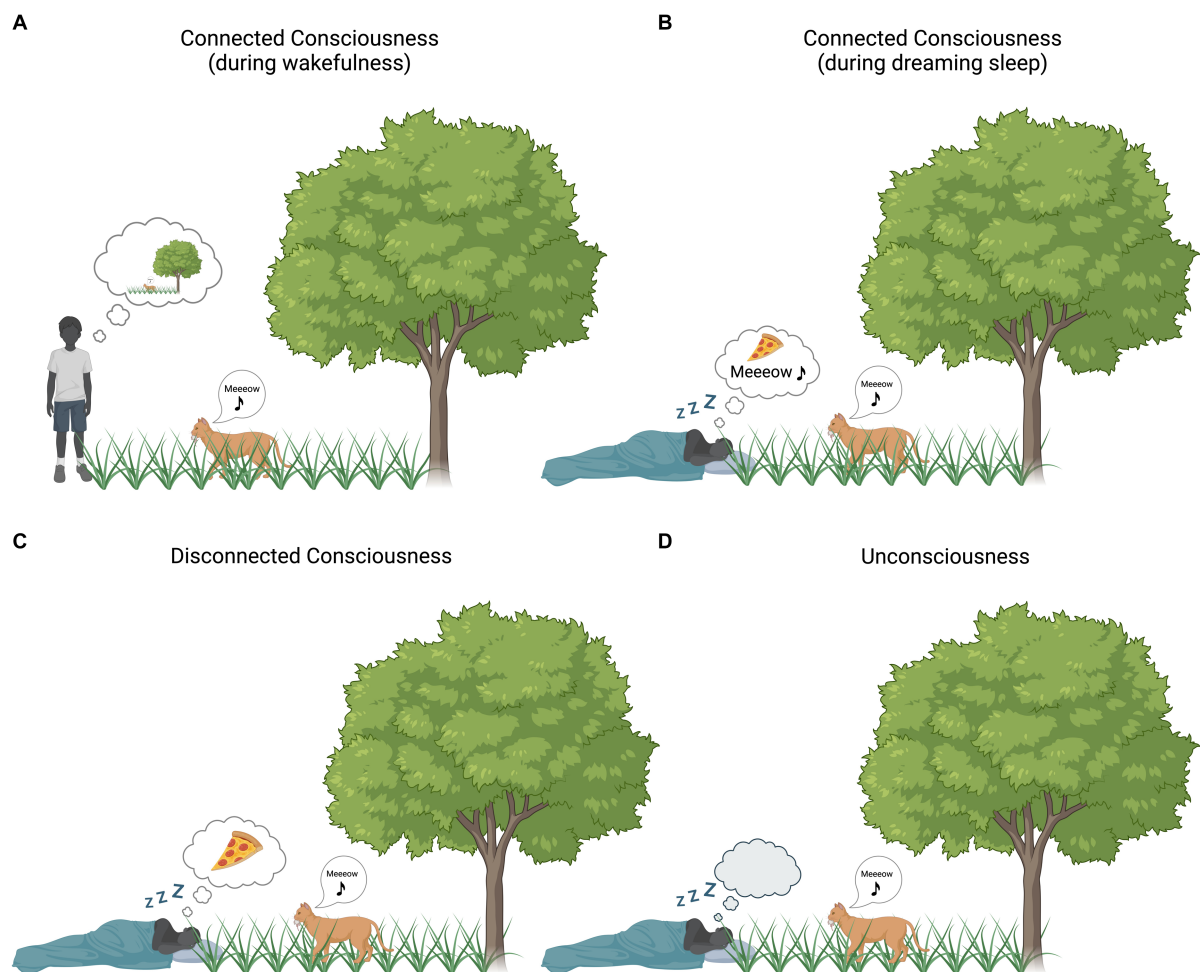 A
Connected Consciousness
(during wakefulness)
Meeeow
B
Connected Consciousness
(during dreaming sleep)
Meeeow
z z z
Meeeow
C
Disconnected Consciousness
z z z
Meeeow
D
Unconsciousness
z z z
Meeeow